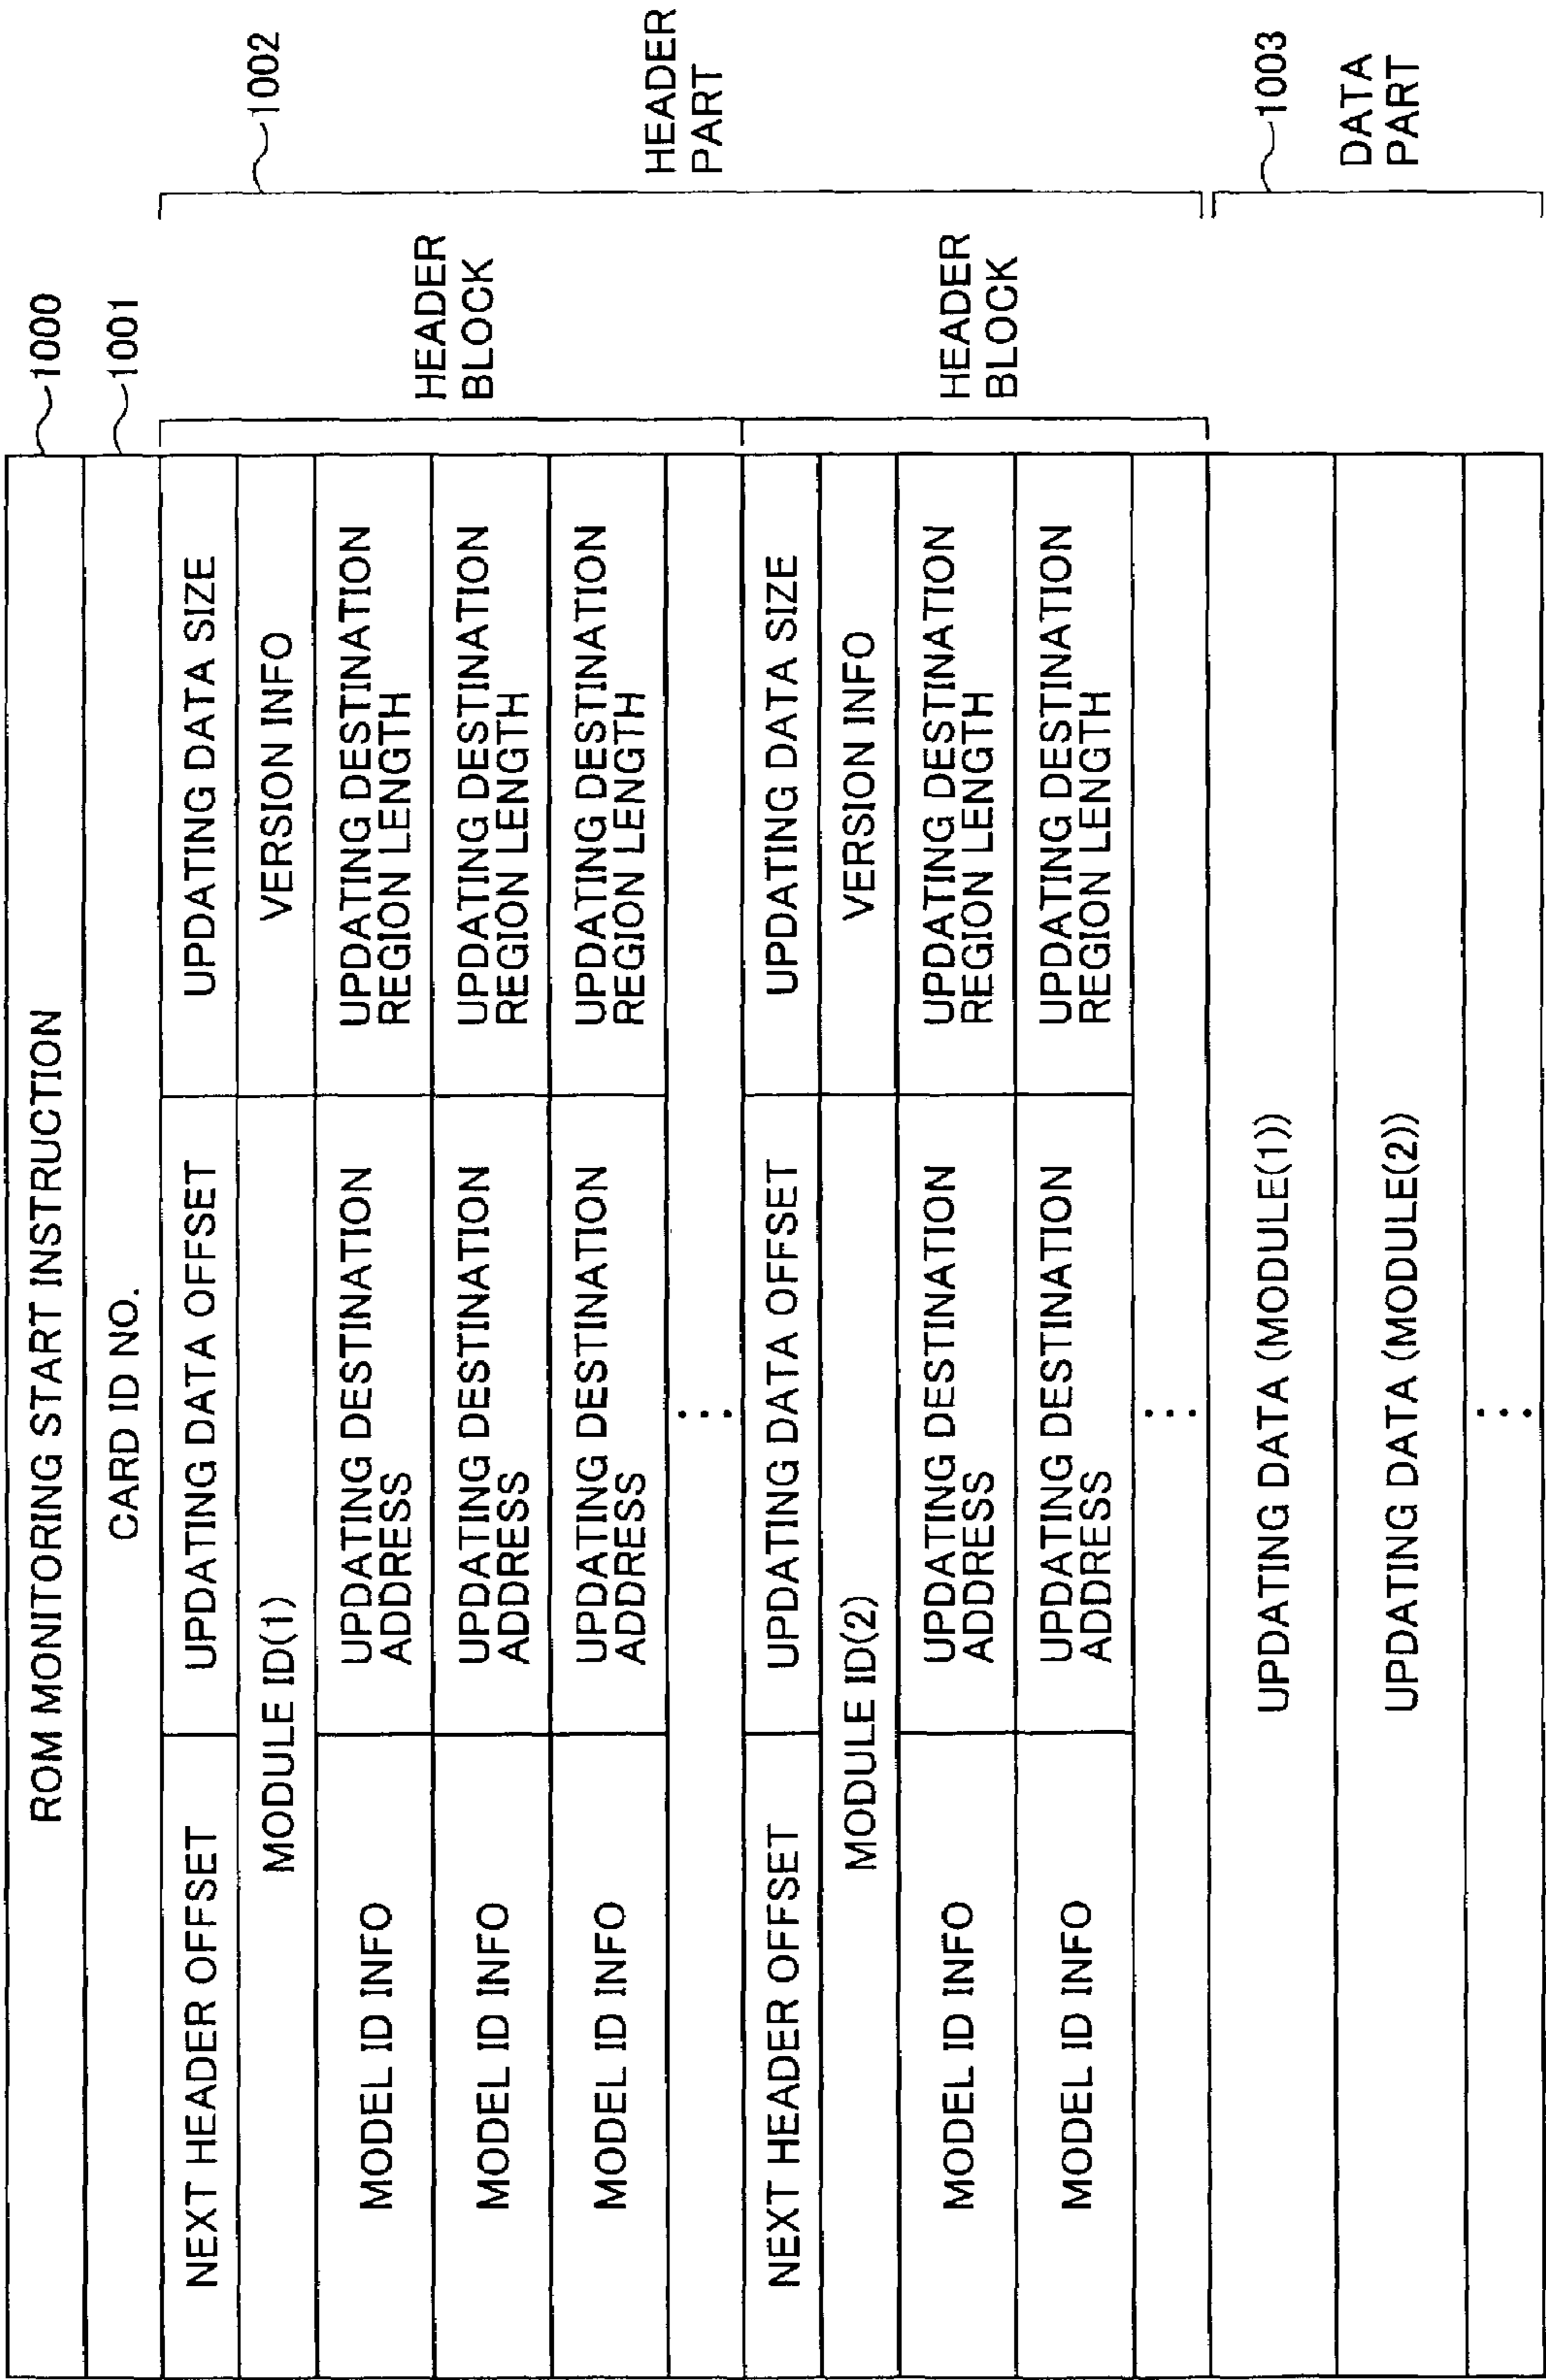 ROM MONITORING START INSTRUCTION
1000
CARD ID NO.
1001
NEXT HEADER OFFSET
UPDATING DATA OFFSET
UPDATING DATA SIZE
1002
MODULE ID(1)
VERSION INFO
MODEL ID INFO
UPDATING DESTINATION
ADDRESS
UPDATING DESTINATION
REGION LENGTH
HEADER
BLOCK
MODEL ID INFO
UPDATING DESTINATION
ADDRESS
UPDATING DESTINATION
REGION LENGTH
MODEL ID INFO
UPDATING DESTINATION
ADDRESS
UPDATING DESTINATION
REGION LENGTH
HEADER
PART
...
NEXT HEADER OFFSET
UPDATING DATA OFFSET
UPDATING DATA SIZE
MODULE ID(2)
VERSION INFO
MODEL ID INFO
UPDATING DESTINATION
ADDRESS
UPDATING DESTINATION
REGION LENGTH
HEADER
BLOCK
MODEL ID INFO
UPDATING DESTINATION
ADDRESS
UPDATING DESTINATION
REGION LENGTH
...
UPDATING DATA (MODULE(1))
1003
UPDATING DATA (MODULE(2))
DATA
PART
...